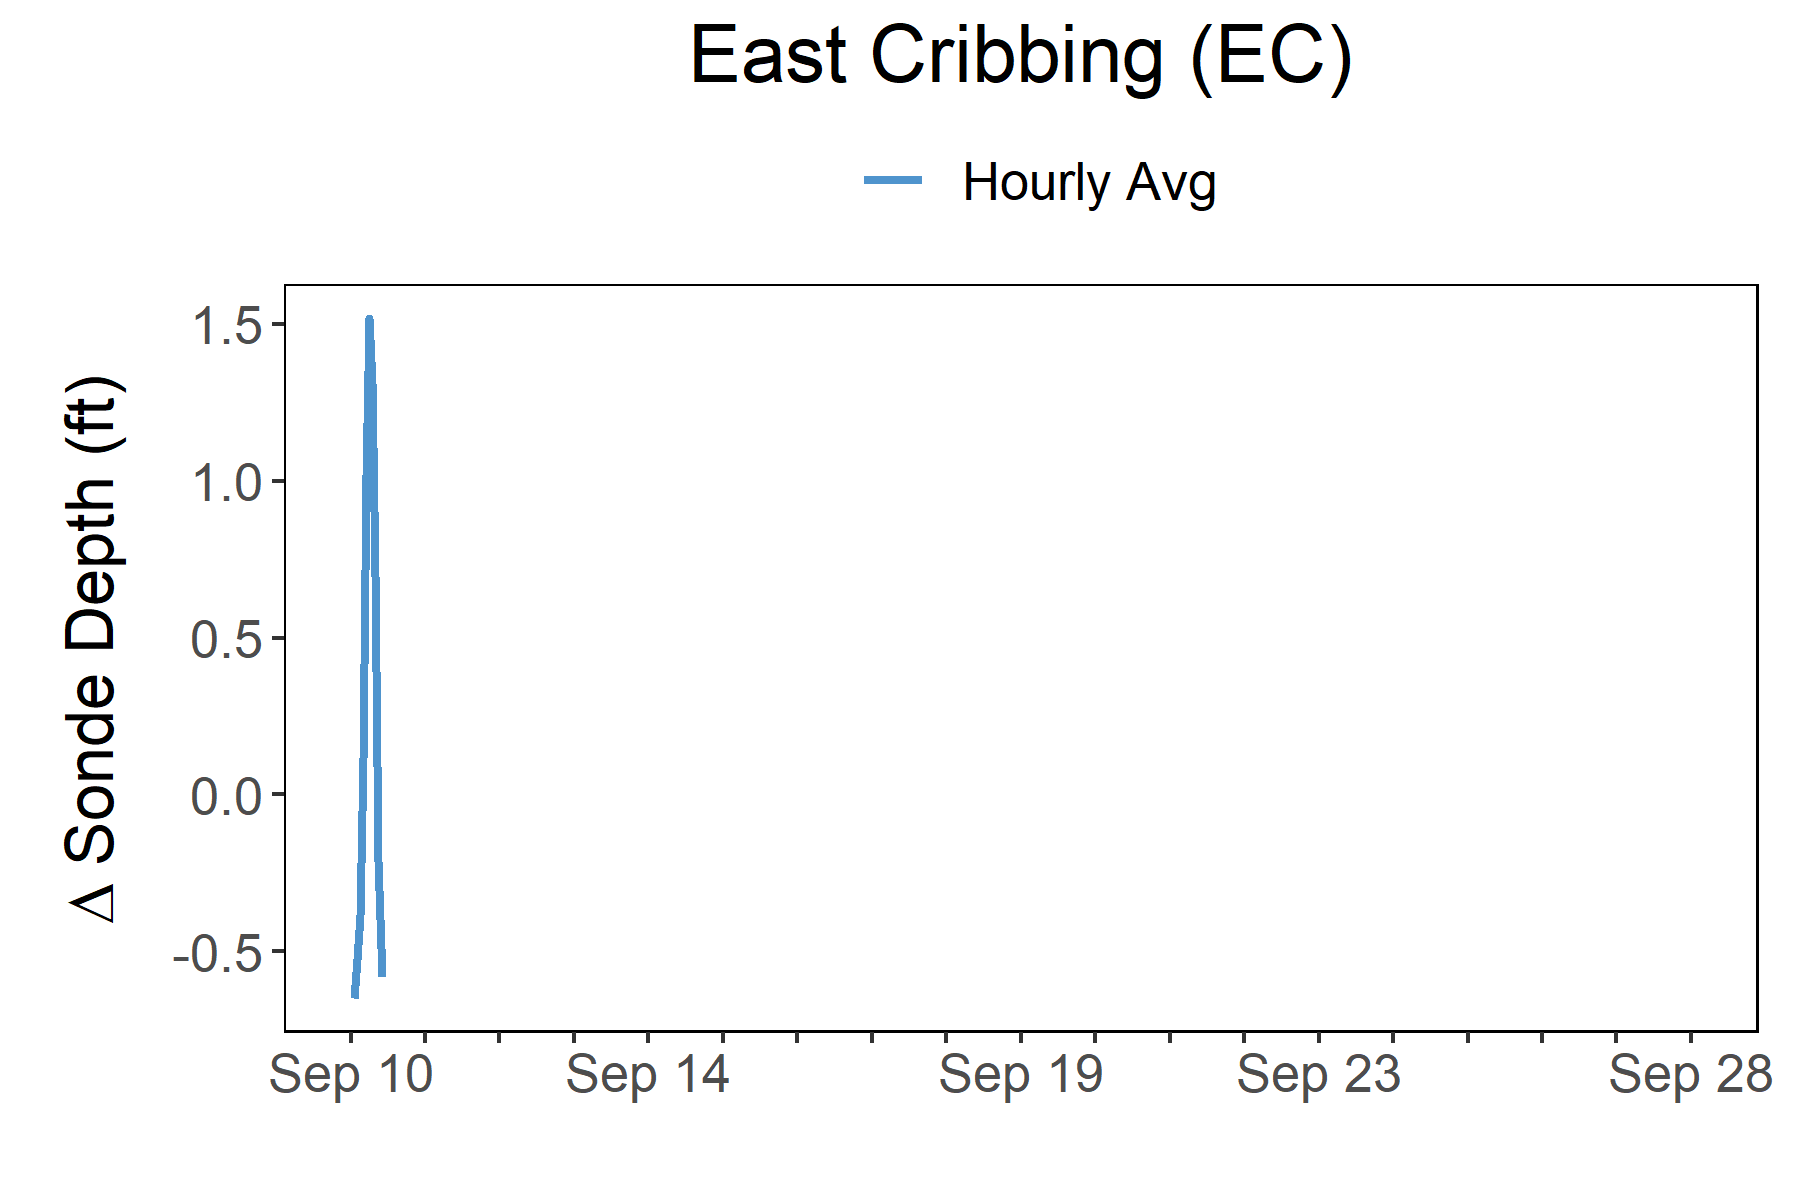 East Cribbing (EC)
Hourly Avg
Δ Sonde Depth (ft)
1.5
1.0
0.5
0.0
-0.5
Sep 10 Sep 14 Sep 19 Sep 23 Sep 28